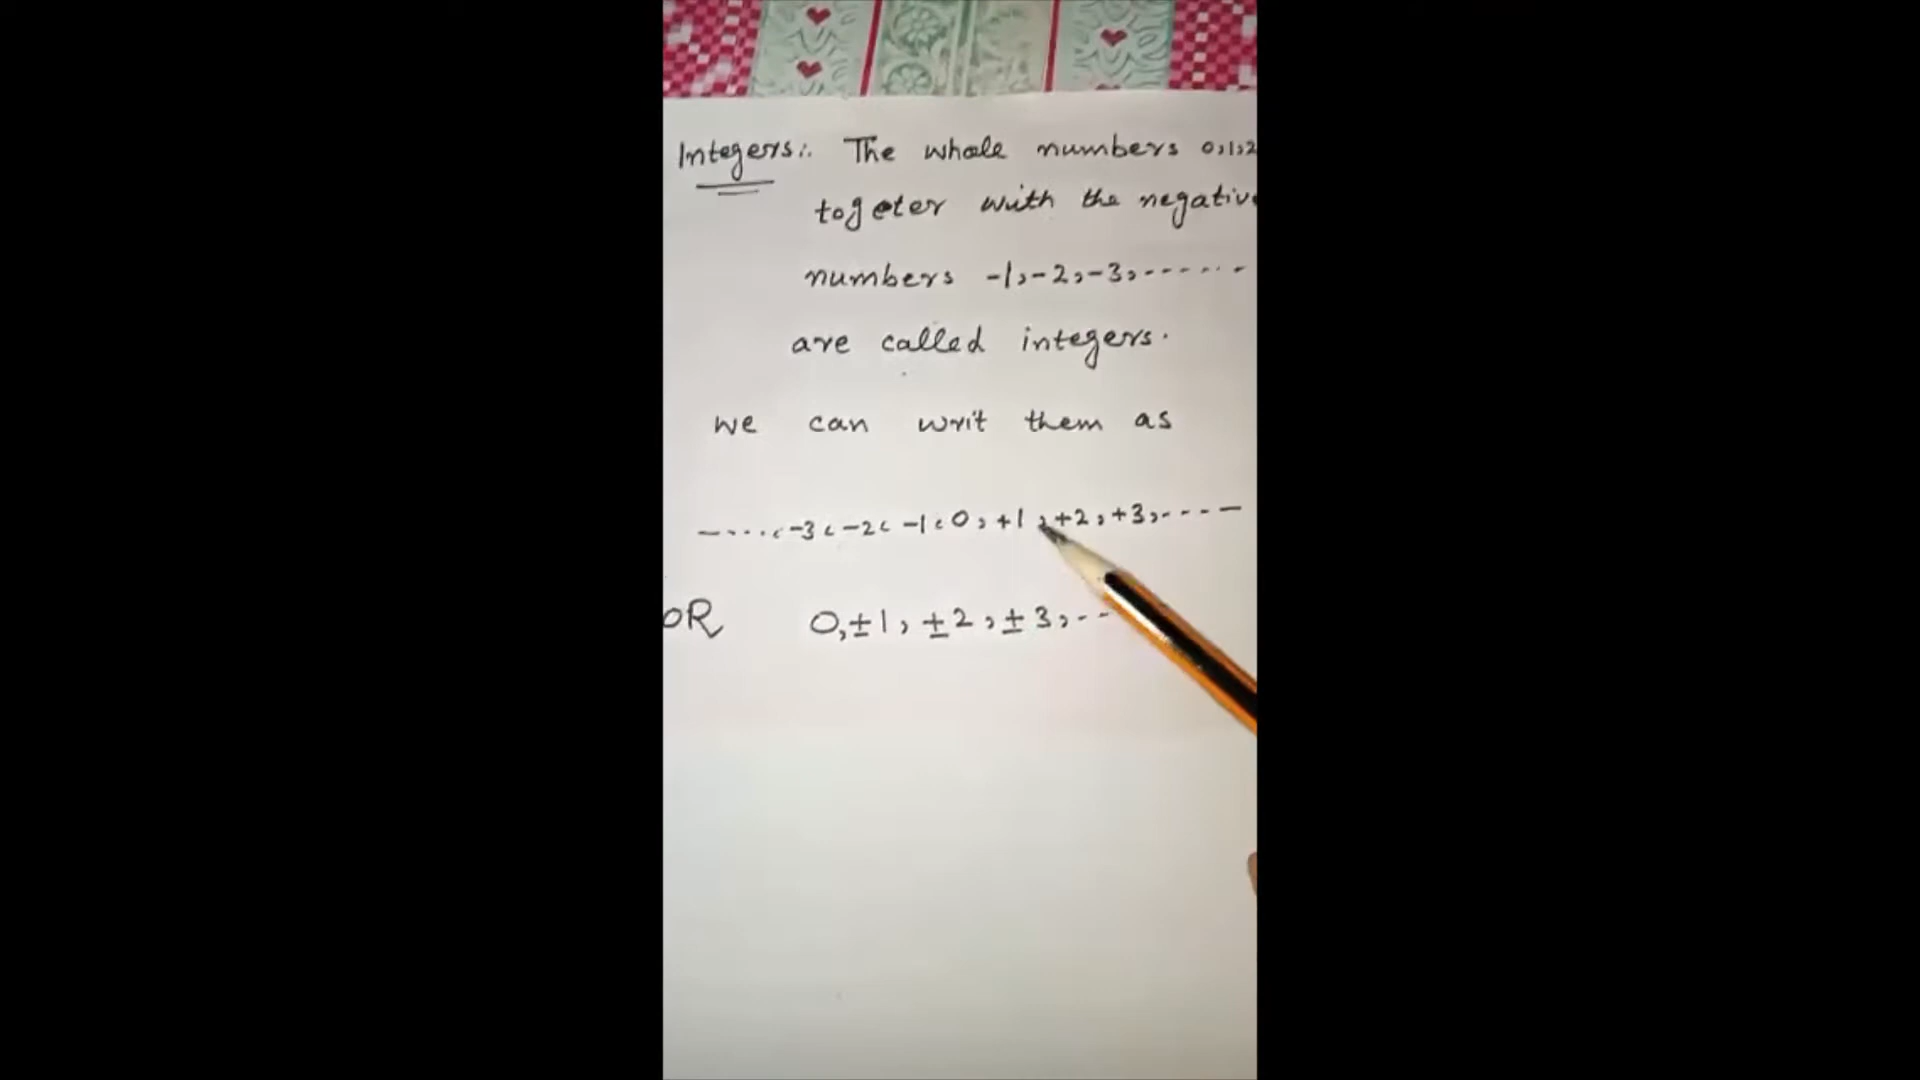 Integers:. The whole numbers 0,1,2
togeter with the negative
numbers -1,-2,-3,------
are called integers.
we can writ them as
-----,-3,-2,-1,0,+1,+2,+3,-----
OR 0,±1,±2,±3,--